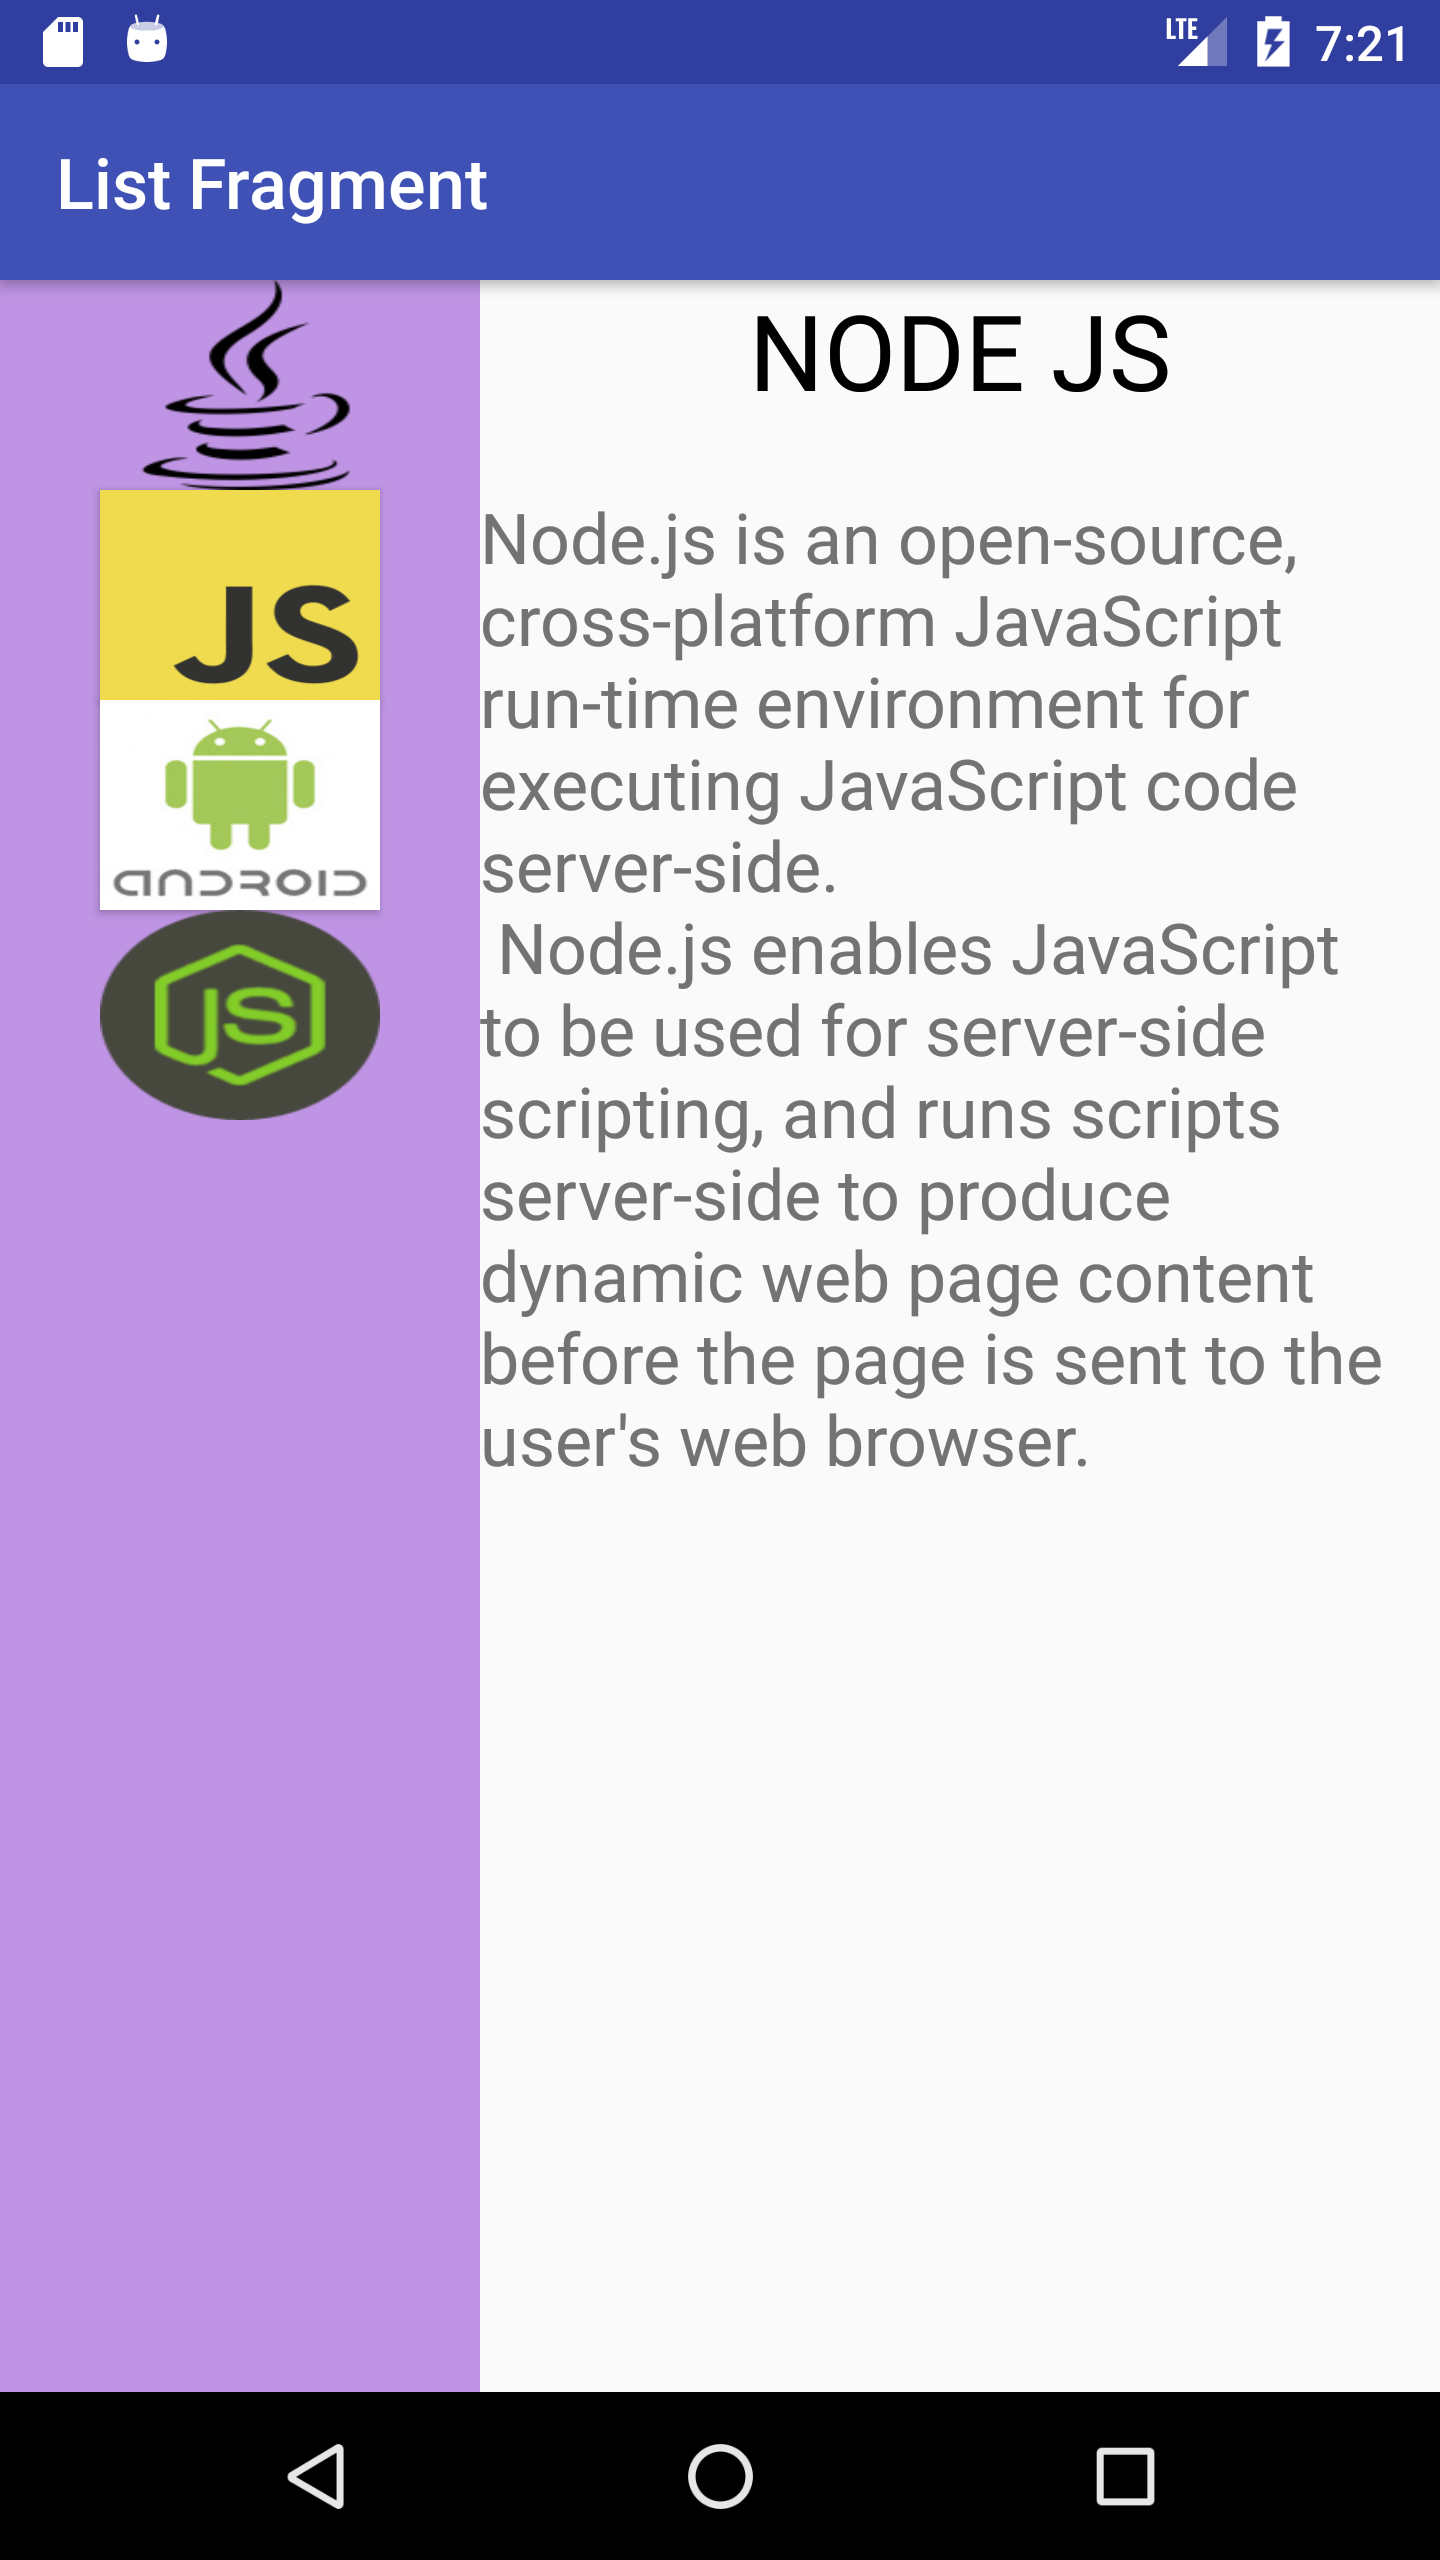 LTE 7:21
List Fragment
JS
ANDROID
JS
NODE JS
Node.js is an open-source,
cross-platform JavaScript
run-time environment for
executing JavaScript code
server-side.
Node.js enables JavaScript
to be used for server-side
scripting, and runs scripts
server-side to produce
dynamic web page content
before the page is sent to the
user's web browser.